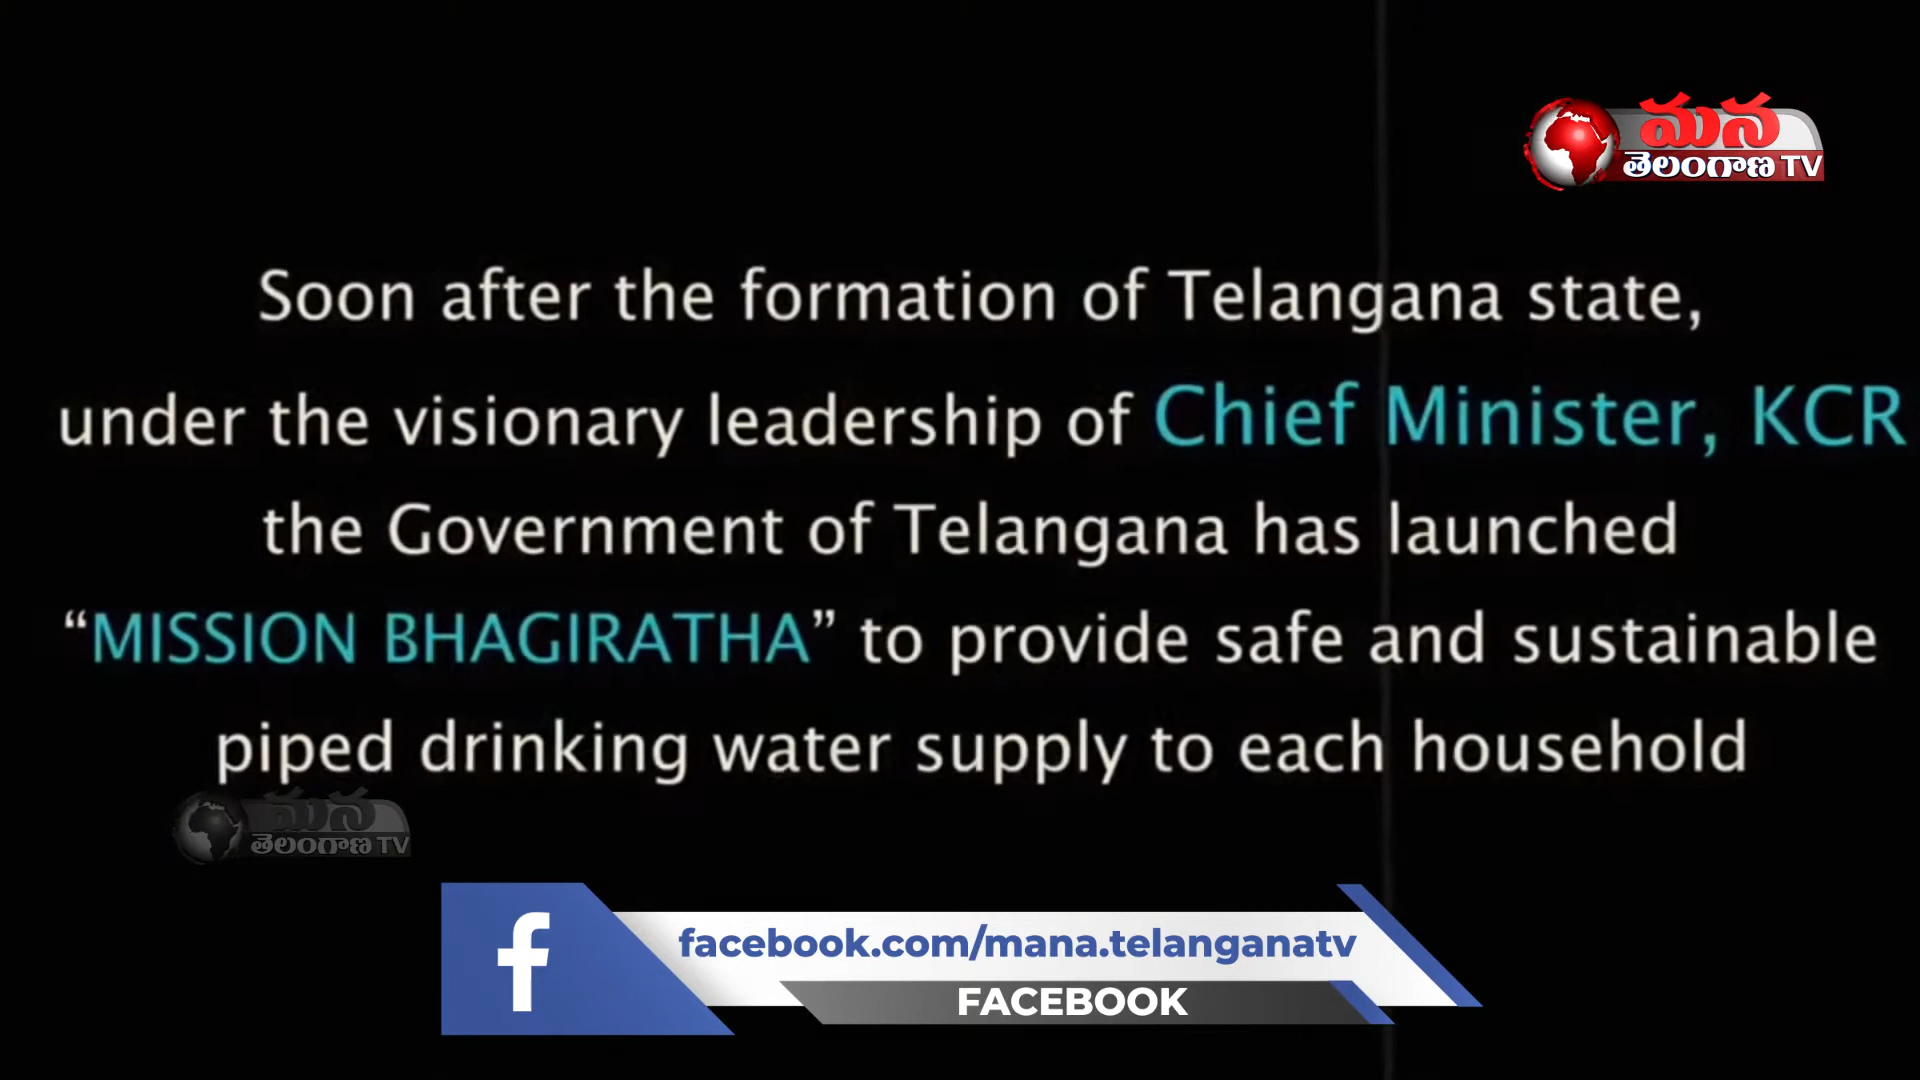 మన
తెలంగాణ TV
Soon after the formation of Telangana state,
under the visionary leadership of Chief Minister, KCR
the Government of Telangana has launched
“MISSION BHAGIRATHA” to provide safe and sustainable
piped drinking water supply to each household
మన
తెలంగాణ TV
f
facebook.com/mana.telanganatv
FACEBOOK